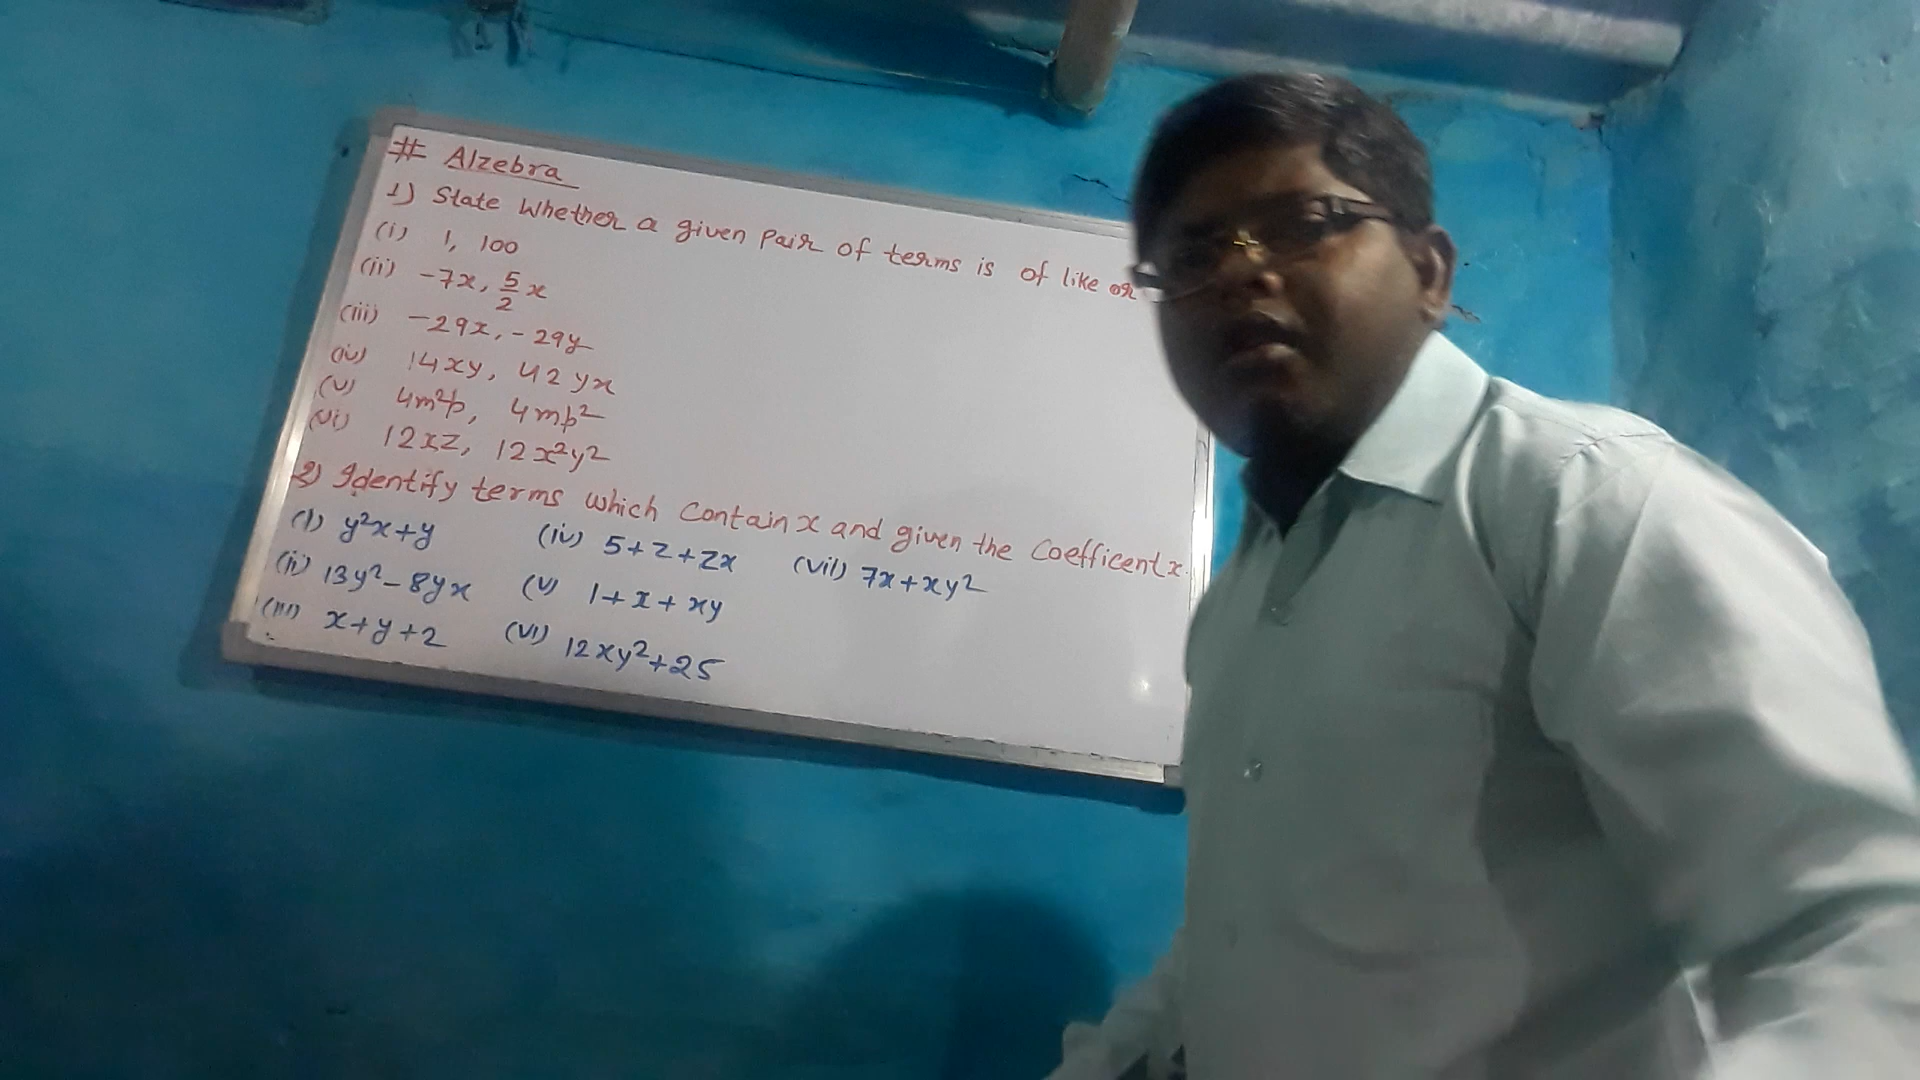 # Alzebra
1) State Whether a given Pair of terms is of like or
(i) 1, 100
(ii) -7x, 5/2 x
(iii) -29x, -29y
(iv) 14xy, 42yx
(v) 4m²p, 4mp²
(vi) 12xz, 12x²y²
2) Identify terms which Contain x and given the Coefficent x.
(i) y²x+y (iv) 5+z+zx (vii) 7x+xy²
(ii) 13y²-8yx (v) 1+x+xy
(iii) x+y+2 (vi) 12xy²+25